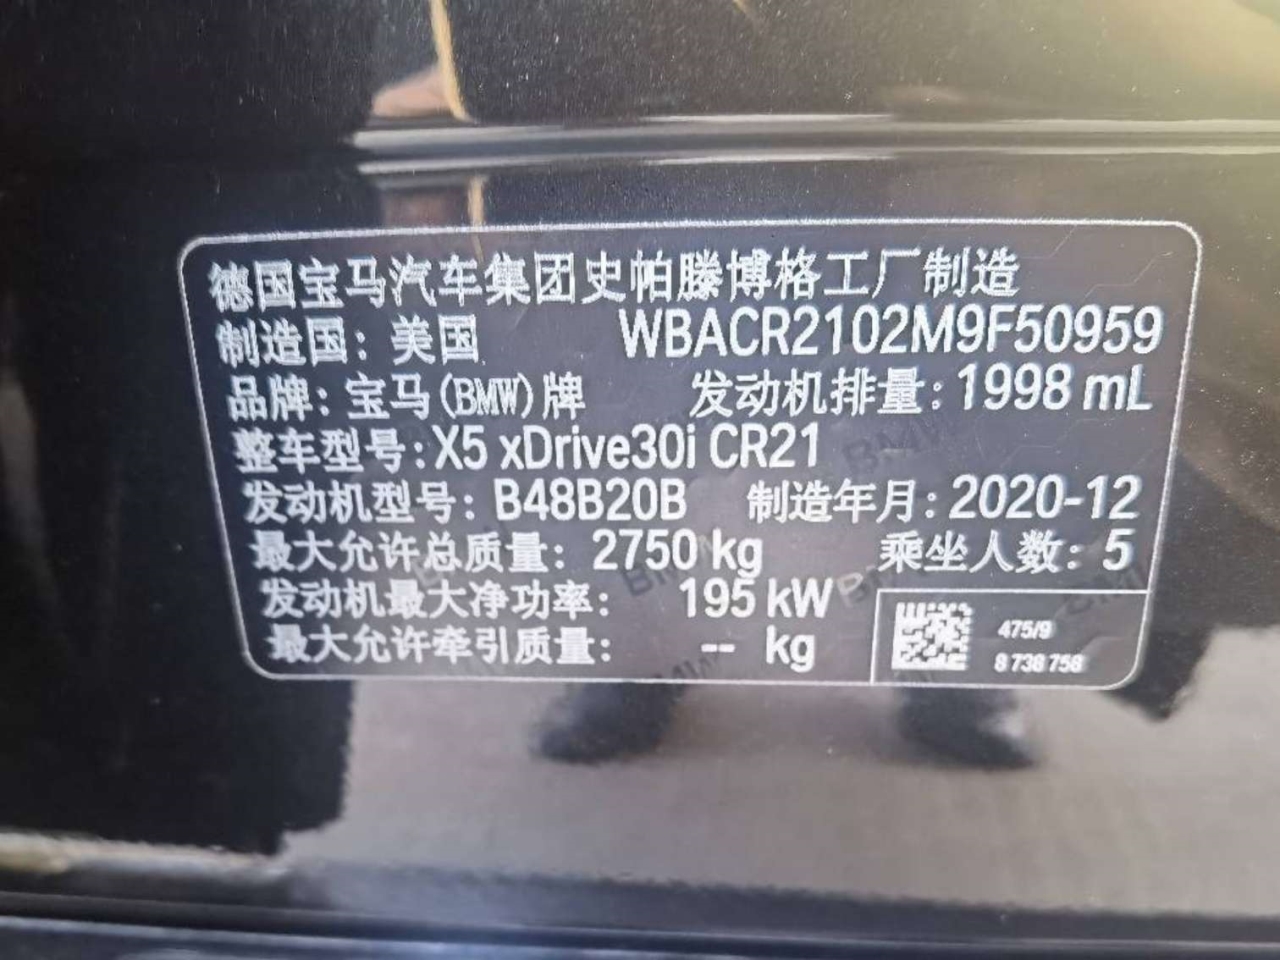 德国宝马汽车集团史帕滕博格工厂制造
制造国：美国 WBACR2102M9F50959
品牌：宝马(BMW)牌 发动机排量：1998 mL
整车型号：X5 xDrive30i CR21
发动机型号：B48B20B 制造年月：2020-12
最大允许总质量：2750 kg 乘坐人数：5
发动机最大净功率：195 kW
最大允许牵引质量：-- kg
475/9
8 738 758